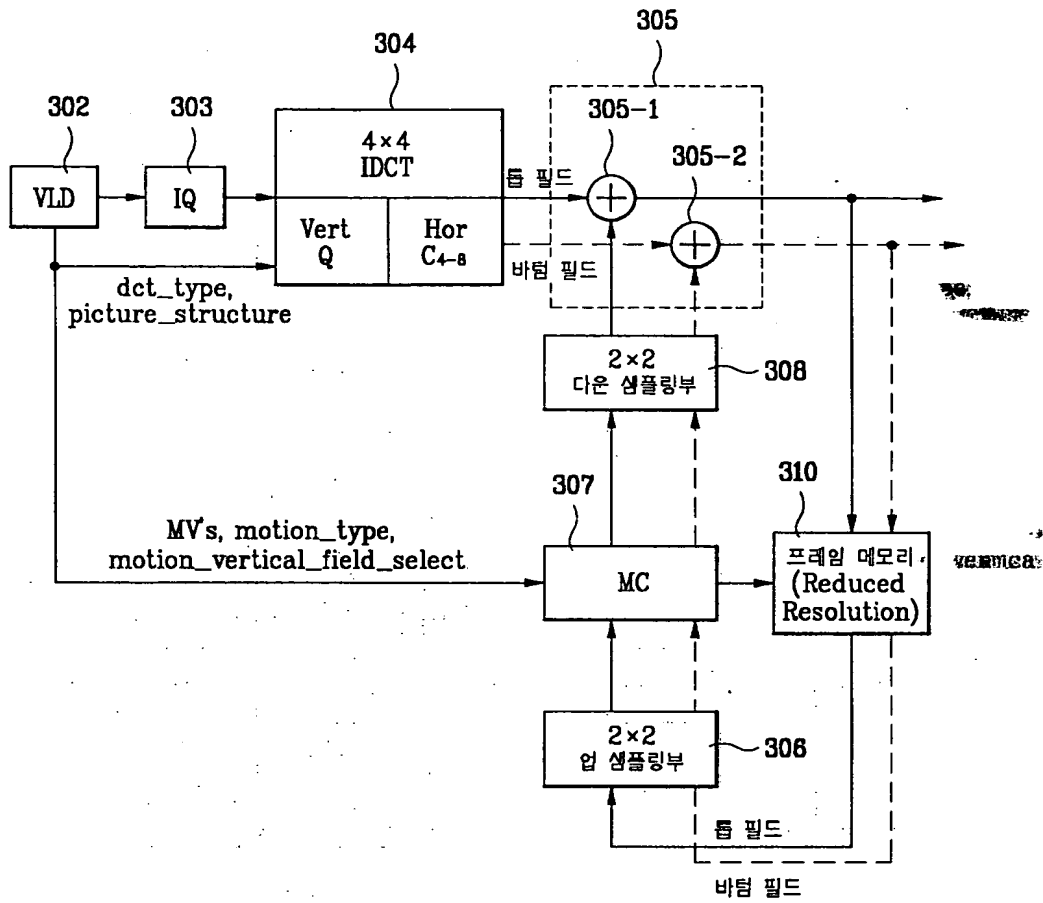 305
304
302
303
305-1
4×4
IDCT
305-2
톱 필드
VLD
IQ
Vert
Q
Hor
C4-8
바텀 필드
dct_type,
picture_structure
2×2
다운 샘플링부
308
307
310
MV's, motion_type,
motion_vertical_field_select
MC
프레임 메모리
(Reduced
Resolution)
2×2
업 샘플링부
306
톱 필드
바텀 필드